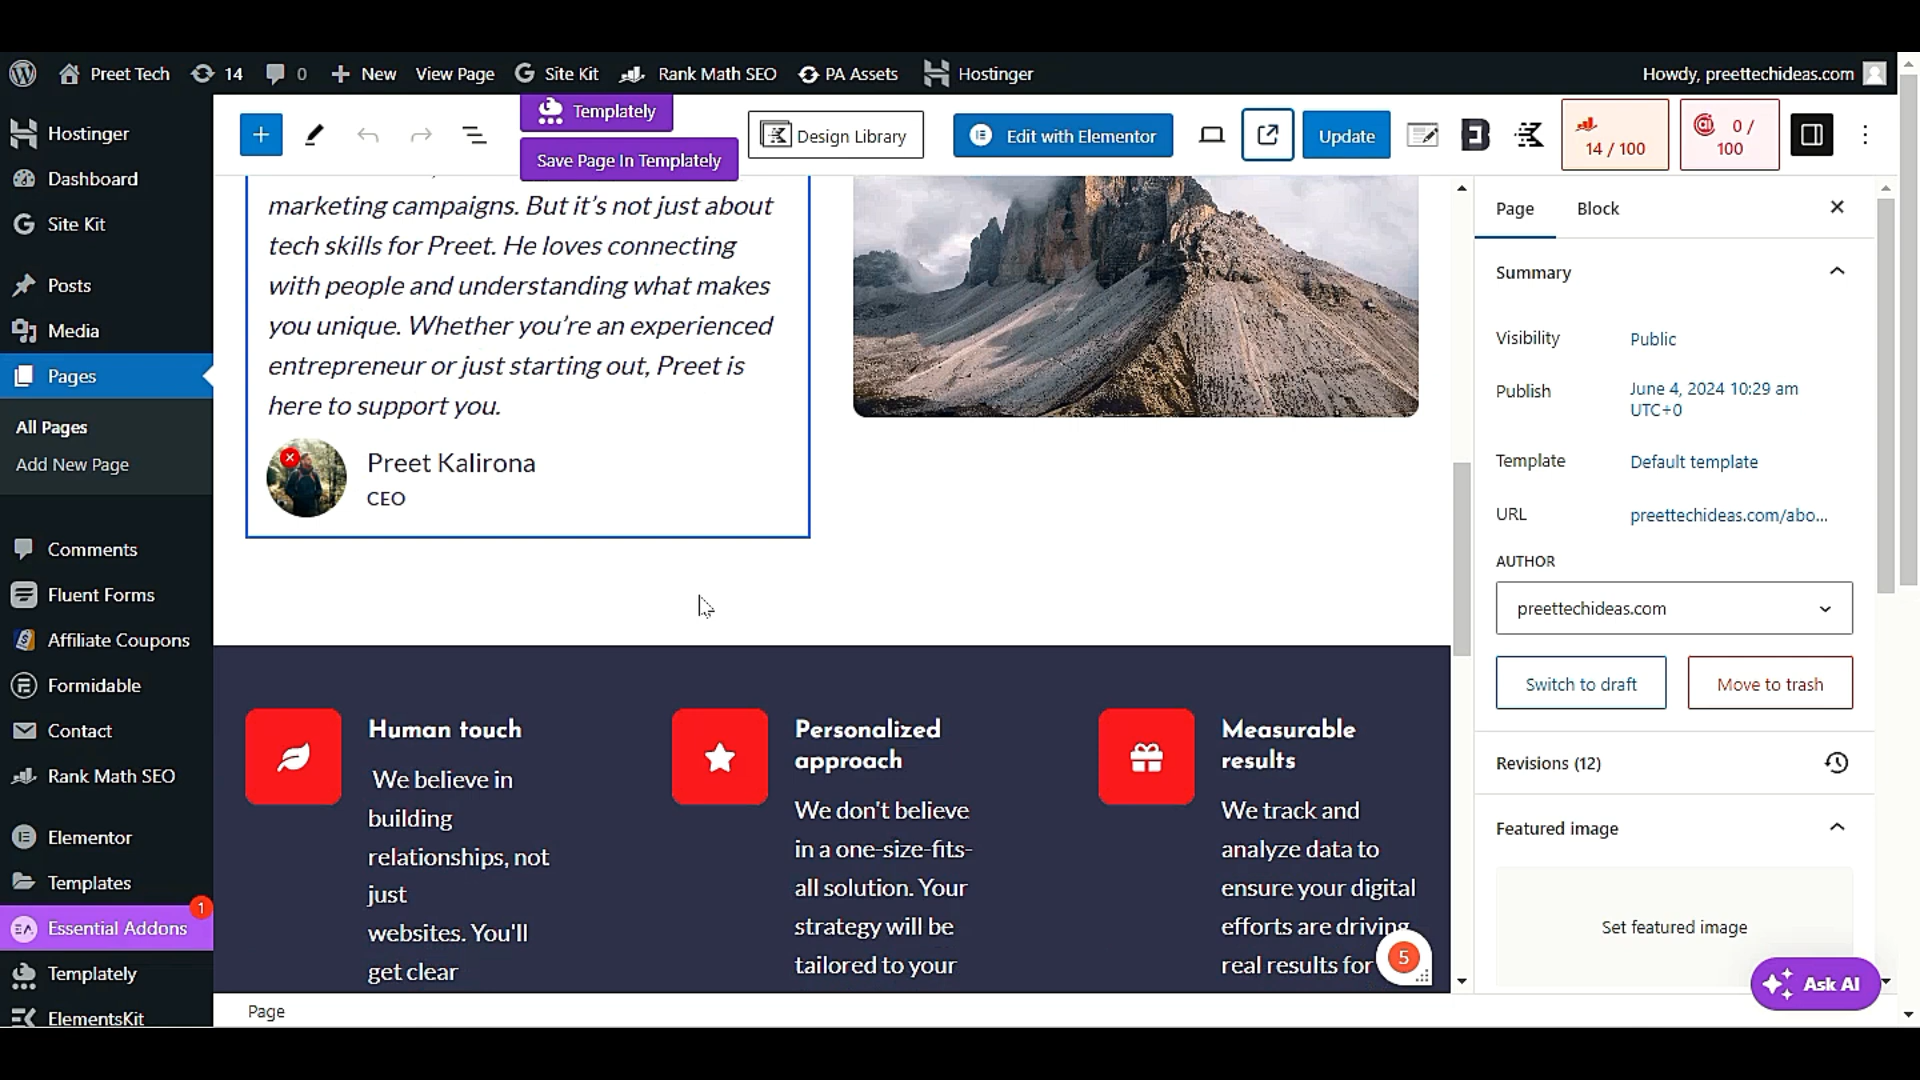 Preet Tech
14
0
New
View Page
Site Kit
Rank Math SEO
PA Assets
Hostinger
Howdy, preettechideas.com
Hostinger
Dashboard
Site Kit
Posts
Media
Pages
All Pages
Add New Page
Comments
Fluent Forms
Affiliate Coupons
Formidable
Contact
Rank Math SEO
Elementor
Templates
Essential Addons
1
Templately
ElementsKit
Templately
Save Page In Templately
Design Library
Edit with Elementor
Update
14 / 100
0 /
100
marketing campaigns. But it's not just about
tech skills for Preet. He loves connecting
with people and understanding what makes
you unique. Whether you're an experienced
entrepreneur or just starting out, Preet is
here to support you.
Preet Kalirona
CEO
Human touch
We believe in
building
relationships, not
just
websites. You'll
get clear
Personalized
approach
We don't believe
in a one-size-fits-
all solution. Your
strategy will be
tailored to your
Measurable
results
We track and
analyze data to
ensure your digital
efforts are driving
real results for
5
Page
Page
Block
Summary
Visibility
Public
Publish
June 4, 2024 10:29 am
UTC+0
Template
Default template
URL
preettechideas.com/abo...
AUTHOR
preettechideas.com
Switch to draft
Move to trash
Revisions (12)
Featured image
Set featured image
Ask AI